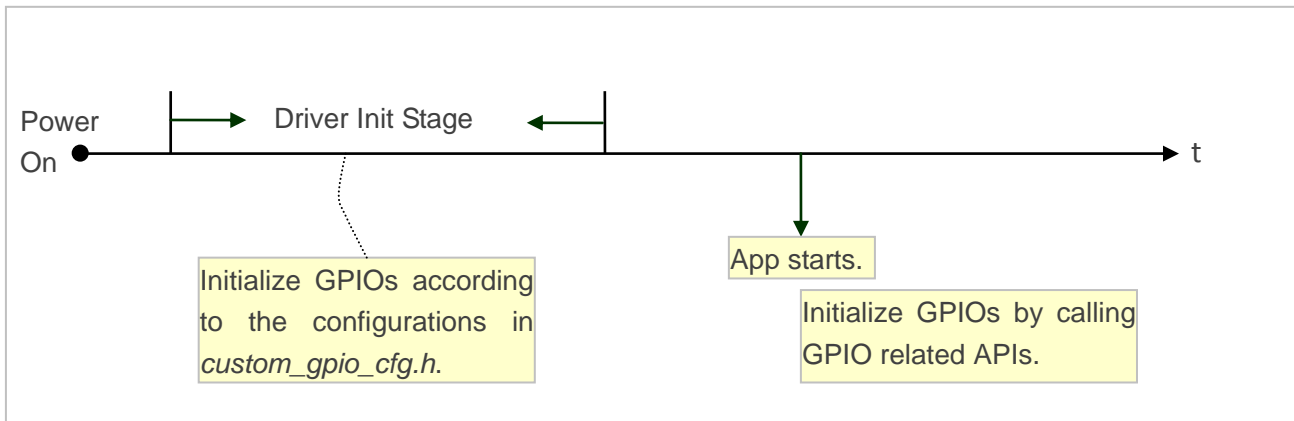 Power
On
Driver Init Stage
t
Initialize GPIOs according
to the configurations in
custom_gpio_cfg.h.
App starts.
Initialize GPIOs by calling
GPIO related APIs.